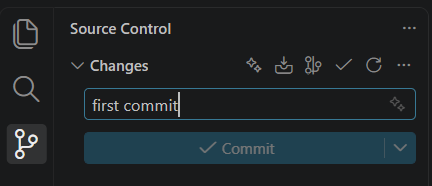 Source Control
Changes
first commit
Commit